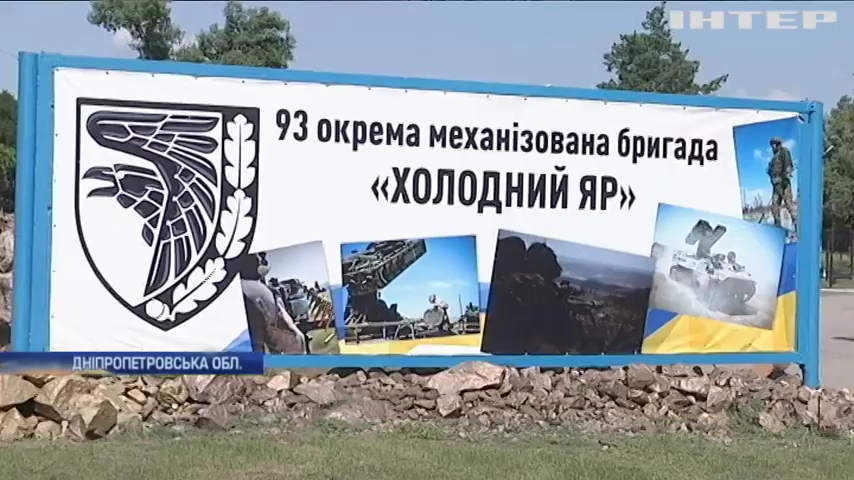 ІНТЕР
93 окрема механізована бригада
«ХОЛОДНИЙ ЯР»
ДНІПРОПЕТРОВСЬКА ОБЛ.